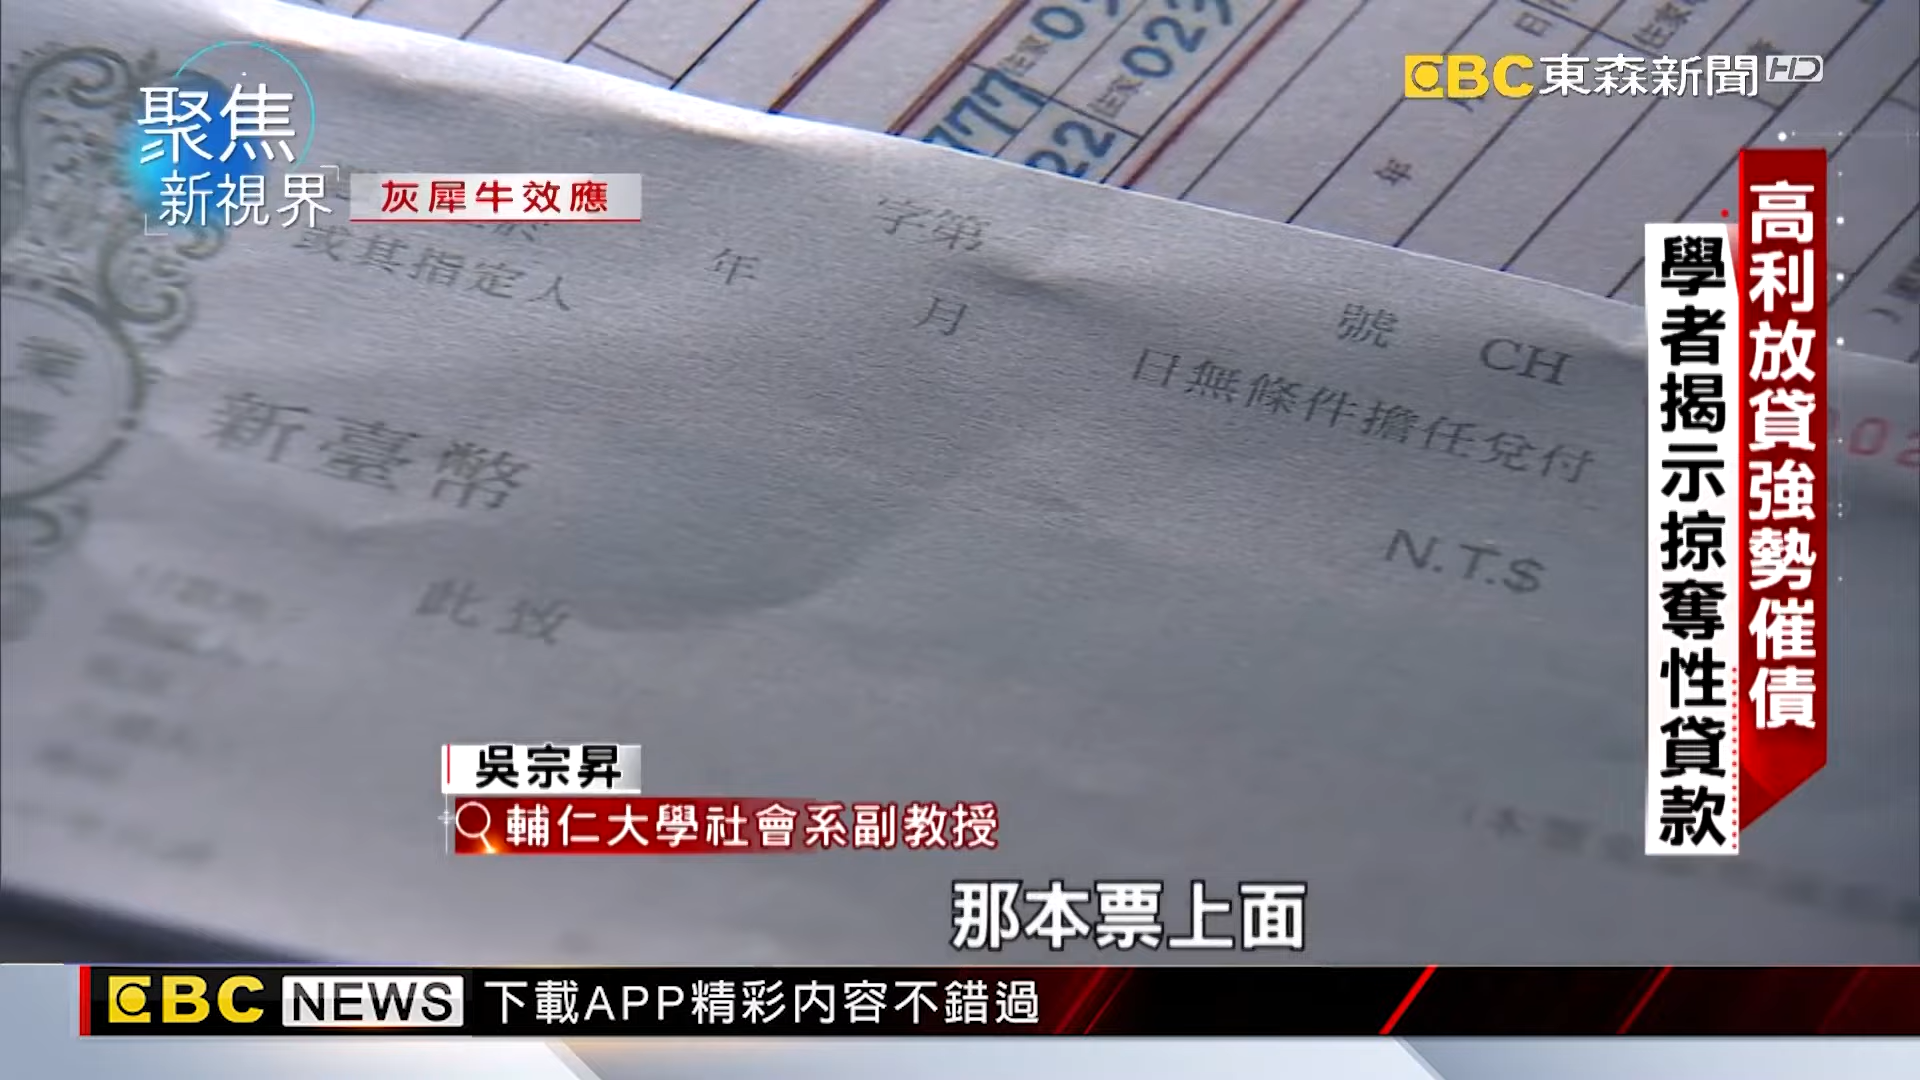 EBC東森新聞HD
聚焦
新視界
灰犀牛效應
高利放貸強勢催債
學者揭示掠奪性貸款
777
字第 號 CH
或其指定人 年 月 日無條件擔任兌付
新臺幣 N.T.$
此致
吳宗昇
輔仁大學社會系副教授
那本票上面
EBC NEWS 下載APP精彩內容不錯過